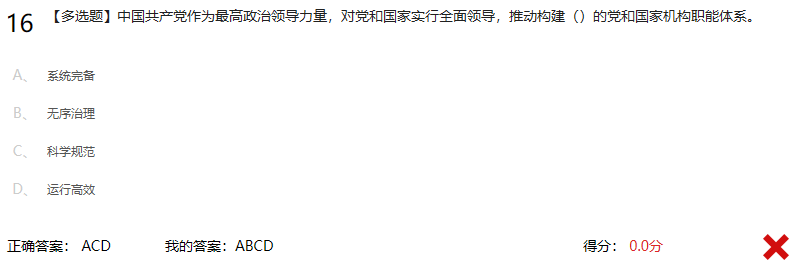 16 【多选题】中国共产党作为最高政治领导力量，对党和国家实行全面领导，推动构建（）的党和国家机构职能体系。
A、 系统完备
B、 无序治理
C、 科学规范
D、 运行高效
正确答案： ACD 我的答案：ABCD 得分： 0.0分